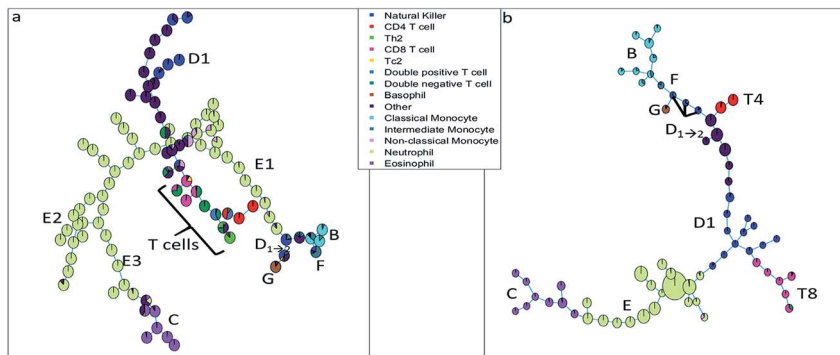 a
D1
E1
E2
E3
T cells
D1→2
B
F
G
C
Natural Killer
CD4 T cell
Th2
CD8 T cell
Tc2
Double positive T cell
Double negative T cell
Basophil
Other
Classical Monocyte
Intermediate Monocyte
Non-classical Monocyte
Neutrophil
Eosinophil
b
B
F
G
T4
D1→2
D1
T8
E
C